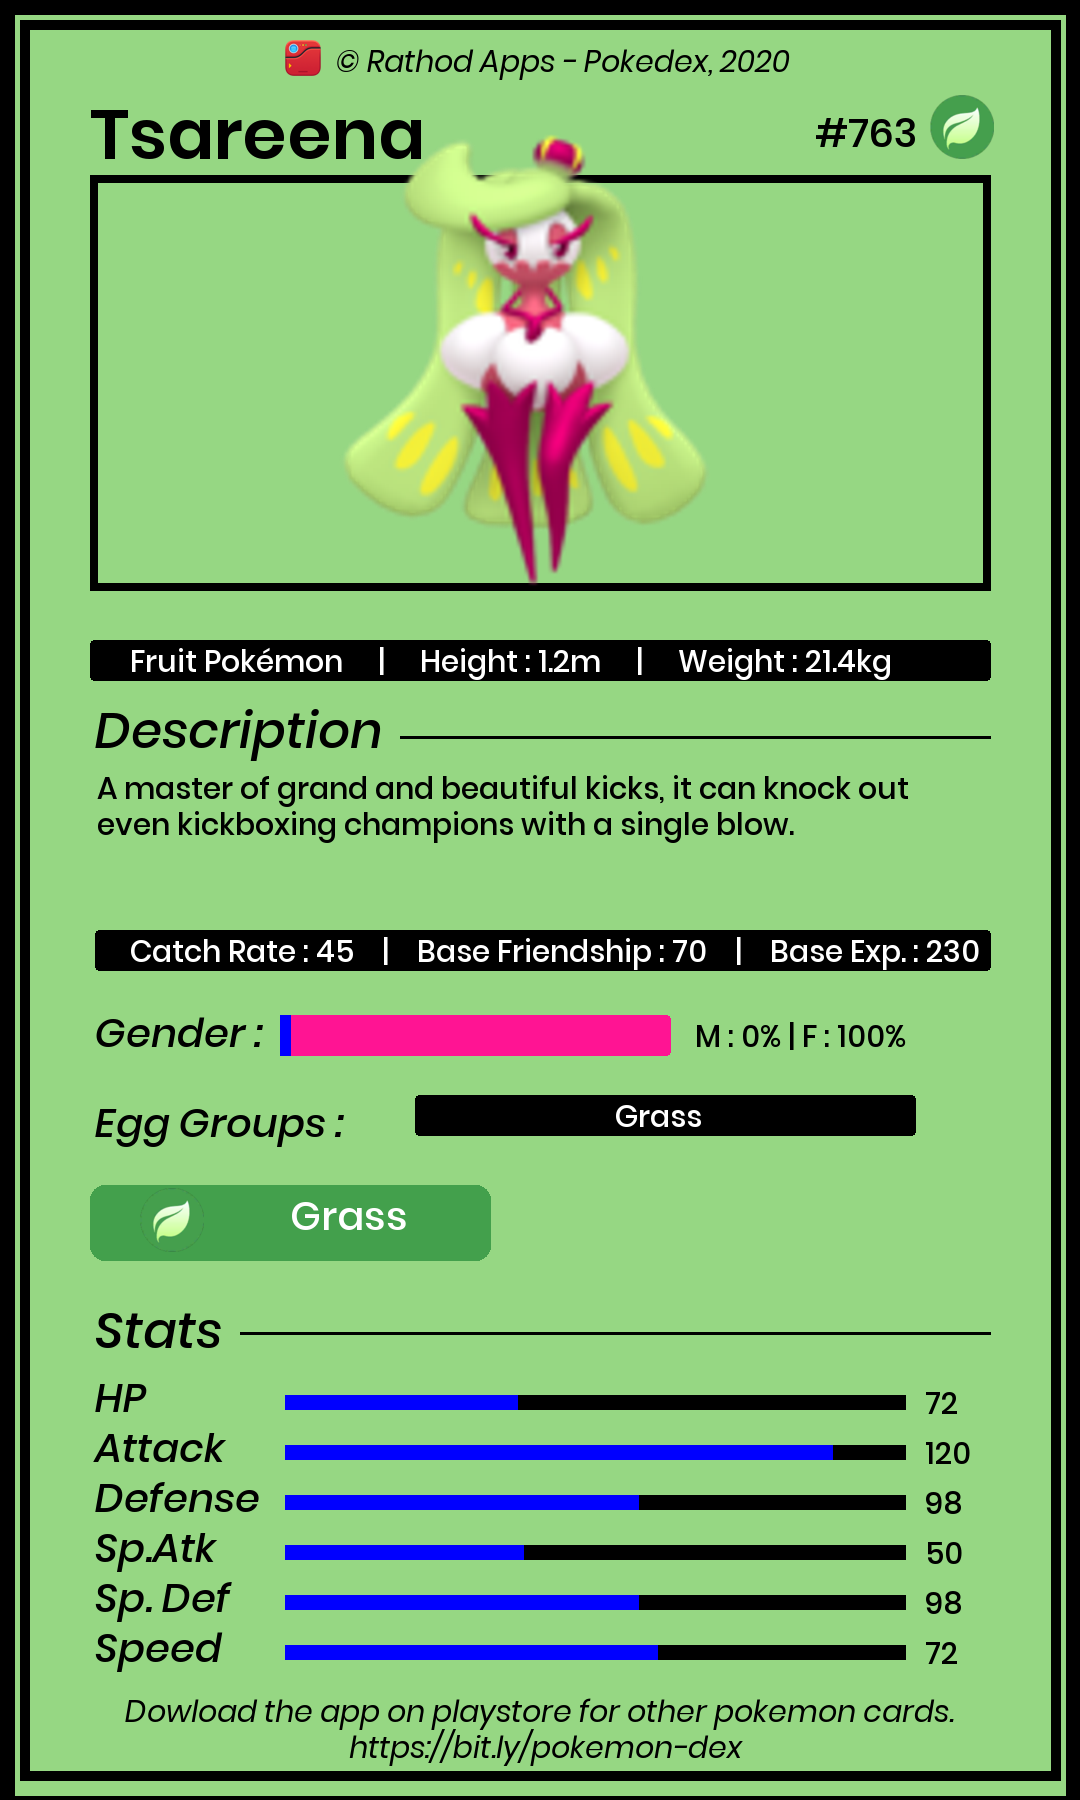 © Rathod Apps - Pokedex, 2020
Tsareena
#763
Fruit Pokémon | Height : 1.2m | Weight : 21.4kg
Description
A master of grand and beautiful kicks, it can knock out
even kickboxing champions with a single blow.
Catch Rate : 45 | Base Friendship : 70 | Base Exp. : 230
Gender : M : 0% | F : 100%
Egg Groups : Grass
Grass
Stats
HP 72
Attack 120
Defense 98
Sp.Atk 50
Sp. Def 98
Speed 72
Dowload the app on playstore for other pokemon cards.
https://bit.ly/pokemon-dex